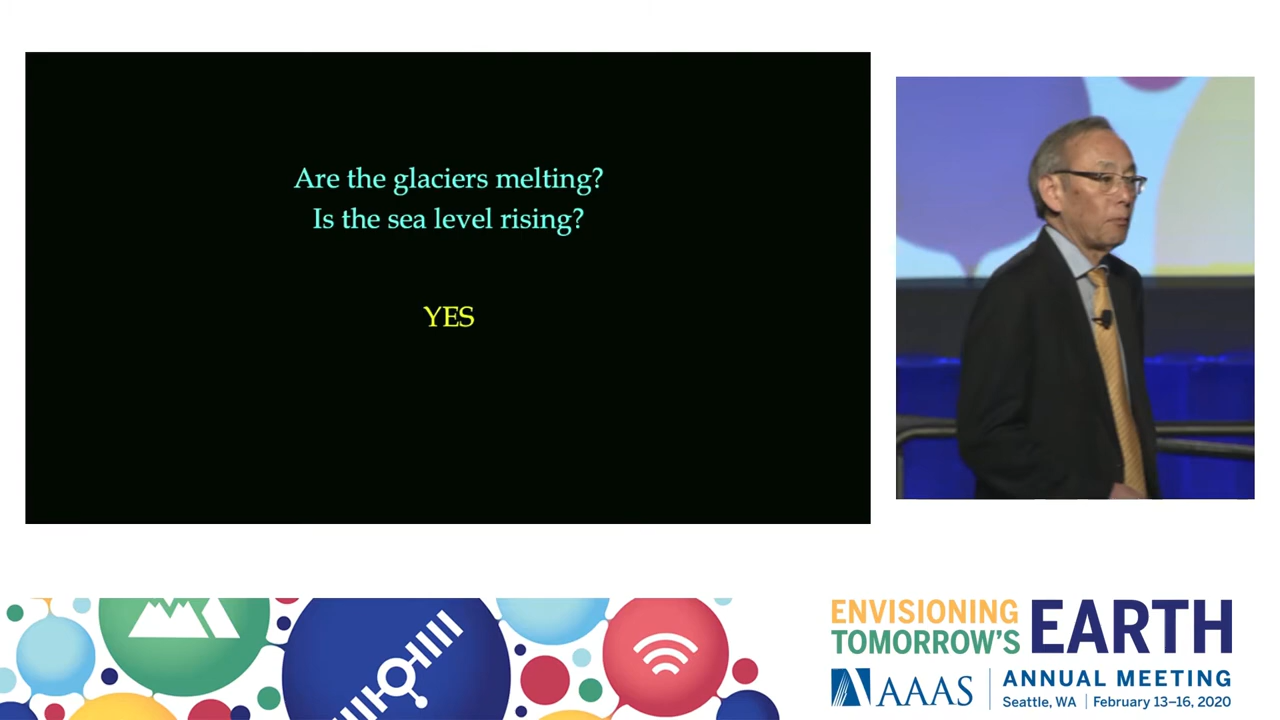 Are the glaciers melting?
Is the sea level rising?
YES
ENVISIONING
TOMORROW'S
EARTH
AAAS
ANNUAL MEETING
Seattle, WA | February 13–16, 2020